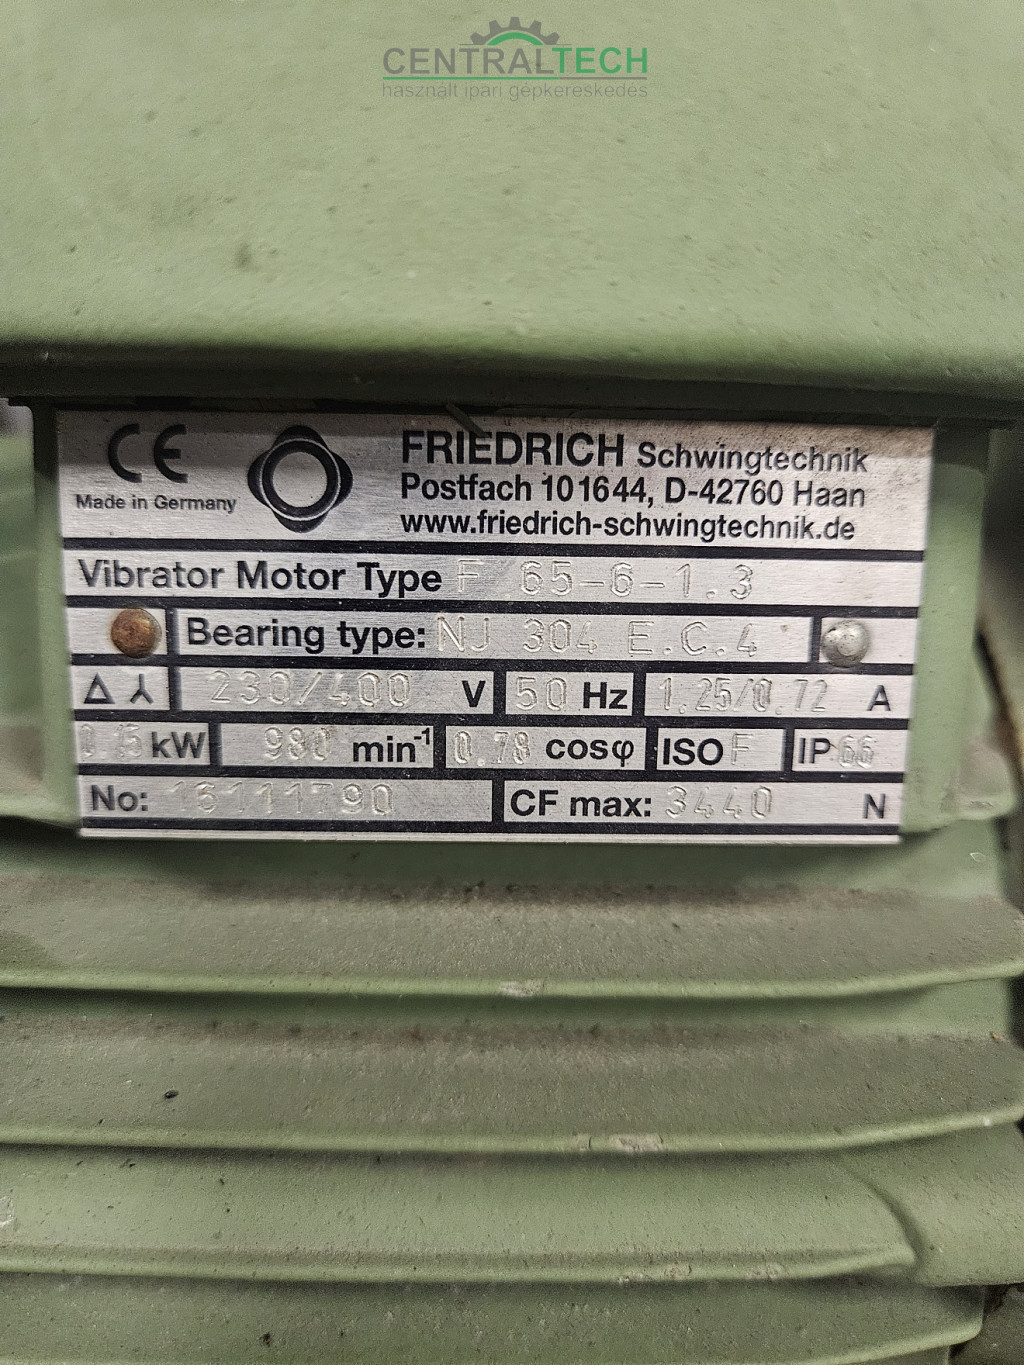 CENTRALTECH
használt ipari gépkereskedés
CE
Made in Germany
FRIEDRICH Schwingtechnik
Postfach 101644, D-42760 Haan
www.friedrich-schwingtechnik.de
Vibrator Motor Type F 65-6-1.3
Bearing type: NJ 304 E.C.4
230/400 V 50 Hz 1.25/0.72 A
kW 980 min-1 0.78 cosφ ISO F IP 66
No: CF max: 3440 N